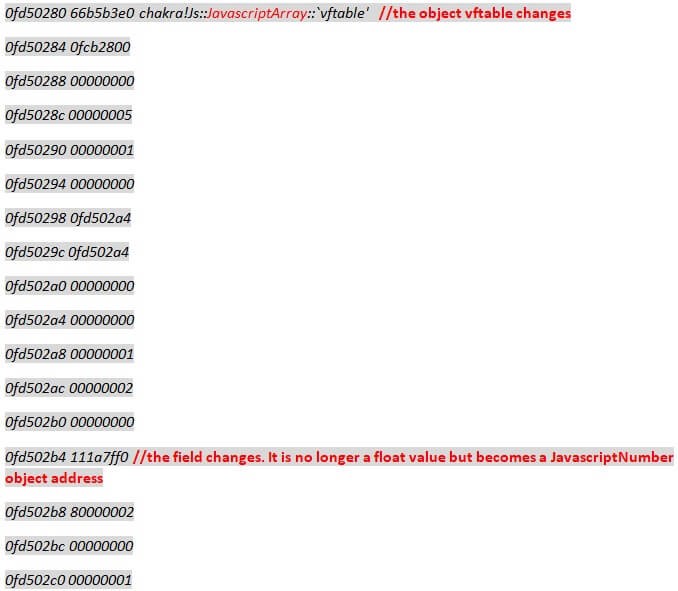 0fd50280 66b5b3e0 chakra!Js::JavascriptArray::`vftable' //the object vftable changes
0fd50284 0fcb2800
0fd50288 00000000
0fd5028c 00000005
0fd50290 00000001
0fd50294 00000000
0fd50298 0fd502a4
0fd5029c 0fd502a4
0fd502a0 00000000
0fd502a4 00000000
0fd502a8 00000001
0fd502ac 00000002
0fd502b0 00000000
0fd502b4 111a7ff0 //the field changes. It is no longer a float value but becomes a JavascriptNumber
object address
0fd502b8 80000002
0fd502bc 00000000
0fd502c0 00000001